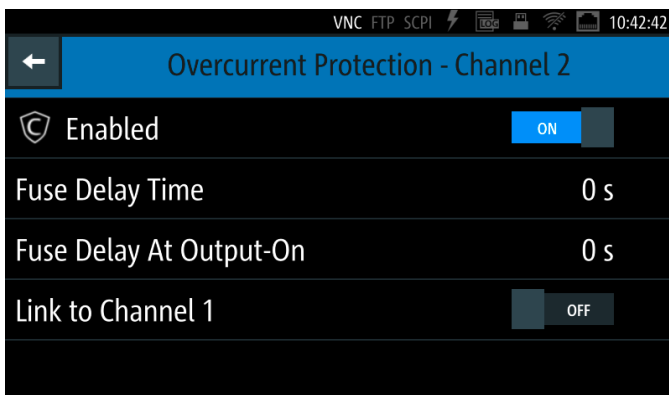 VNC FTP SCPI LOG 10:42:42
Overcurrent Protection - Channel 2
C Enabled ON
Fuse Delay Time 0 s
Fuse Delay At Output-On 0 s
Link to Channel 1 OFF